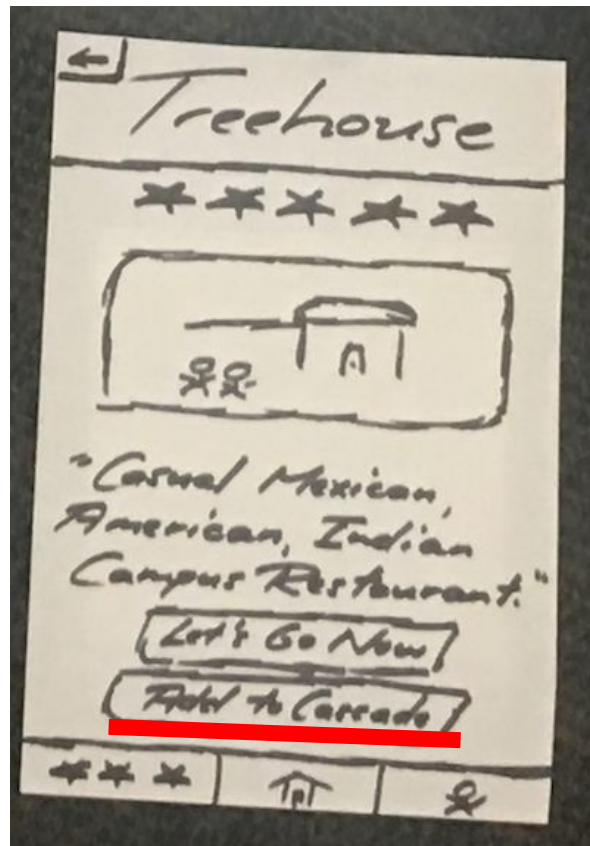 Treehouse
"Casual Mexican,
American, Indian
Campus Restaurant."
Let's Go Now
Add to Cascade